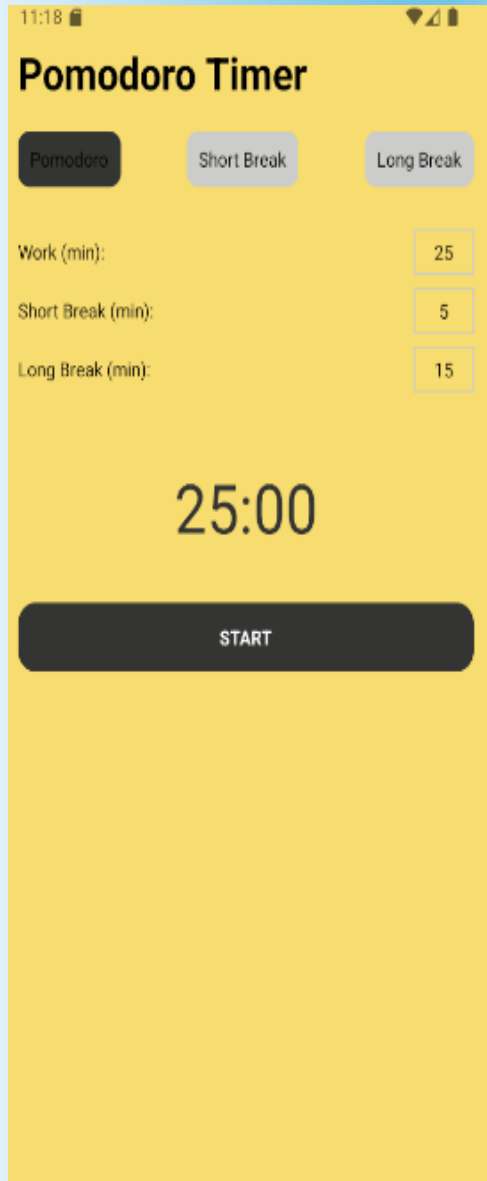 11:18
Pomodoro Timer
Pomodoro Short Break Long Break
Work (min): 25
Short Break (min): 5
Long Break (min): 15
25:00
START